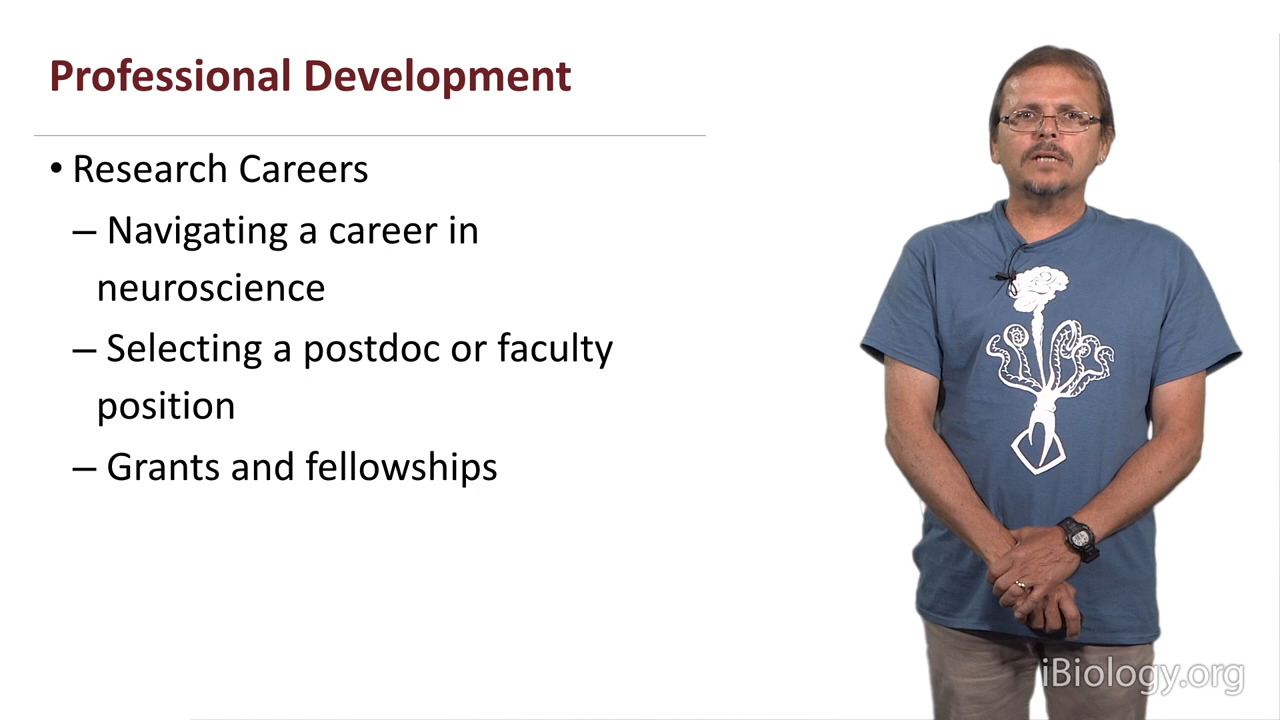 Professional Development
• Research Careers
– Navigating a career in
neuroscience
– Selecting a postdoc or faculty
position
– Grants and fellowships
iBiology.org